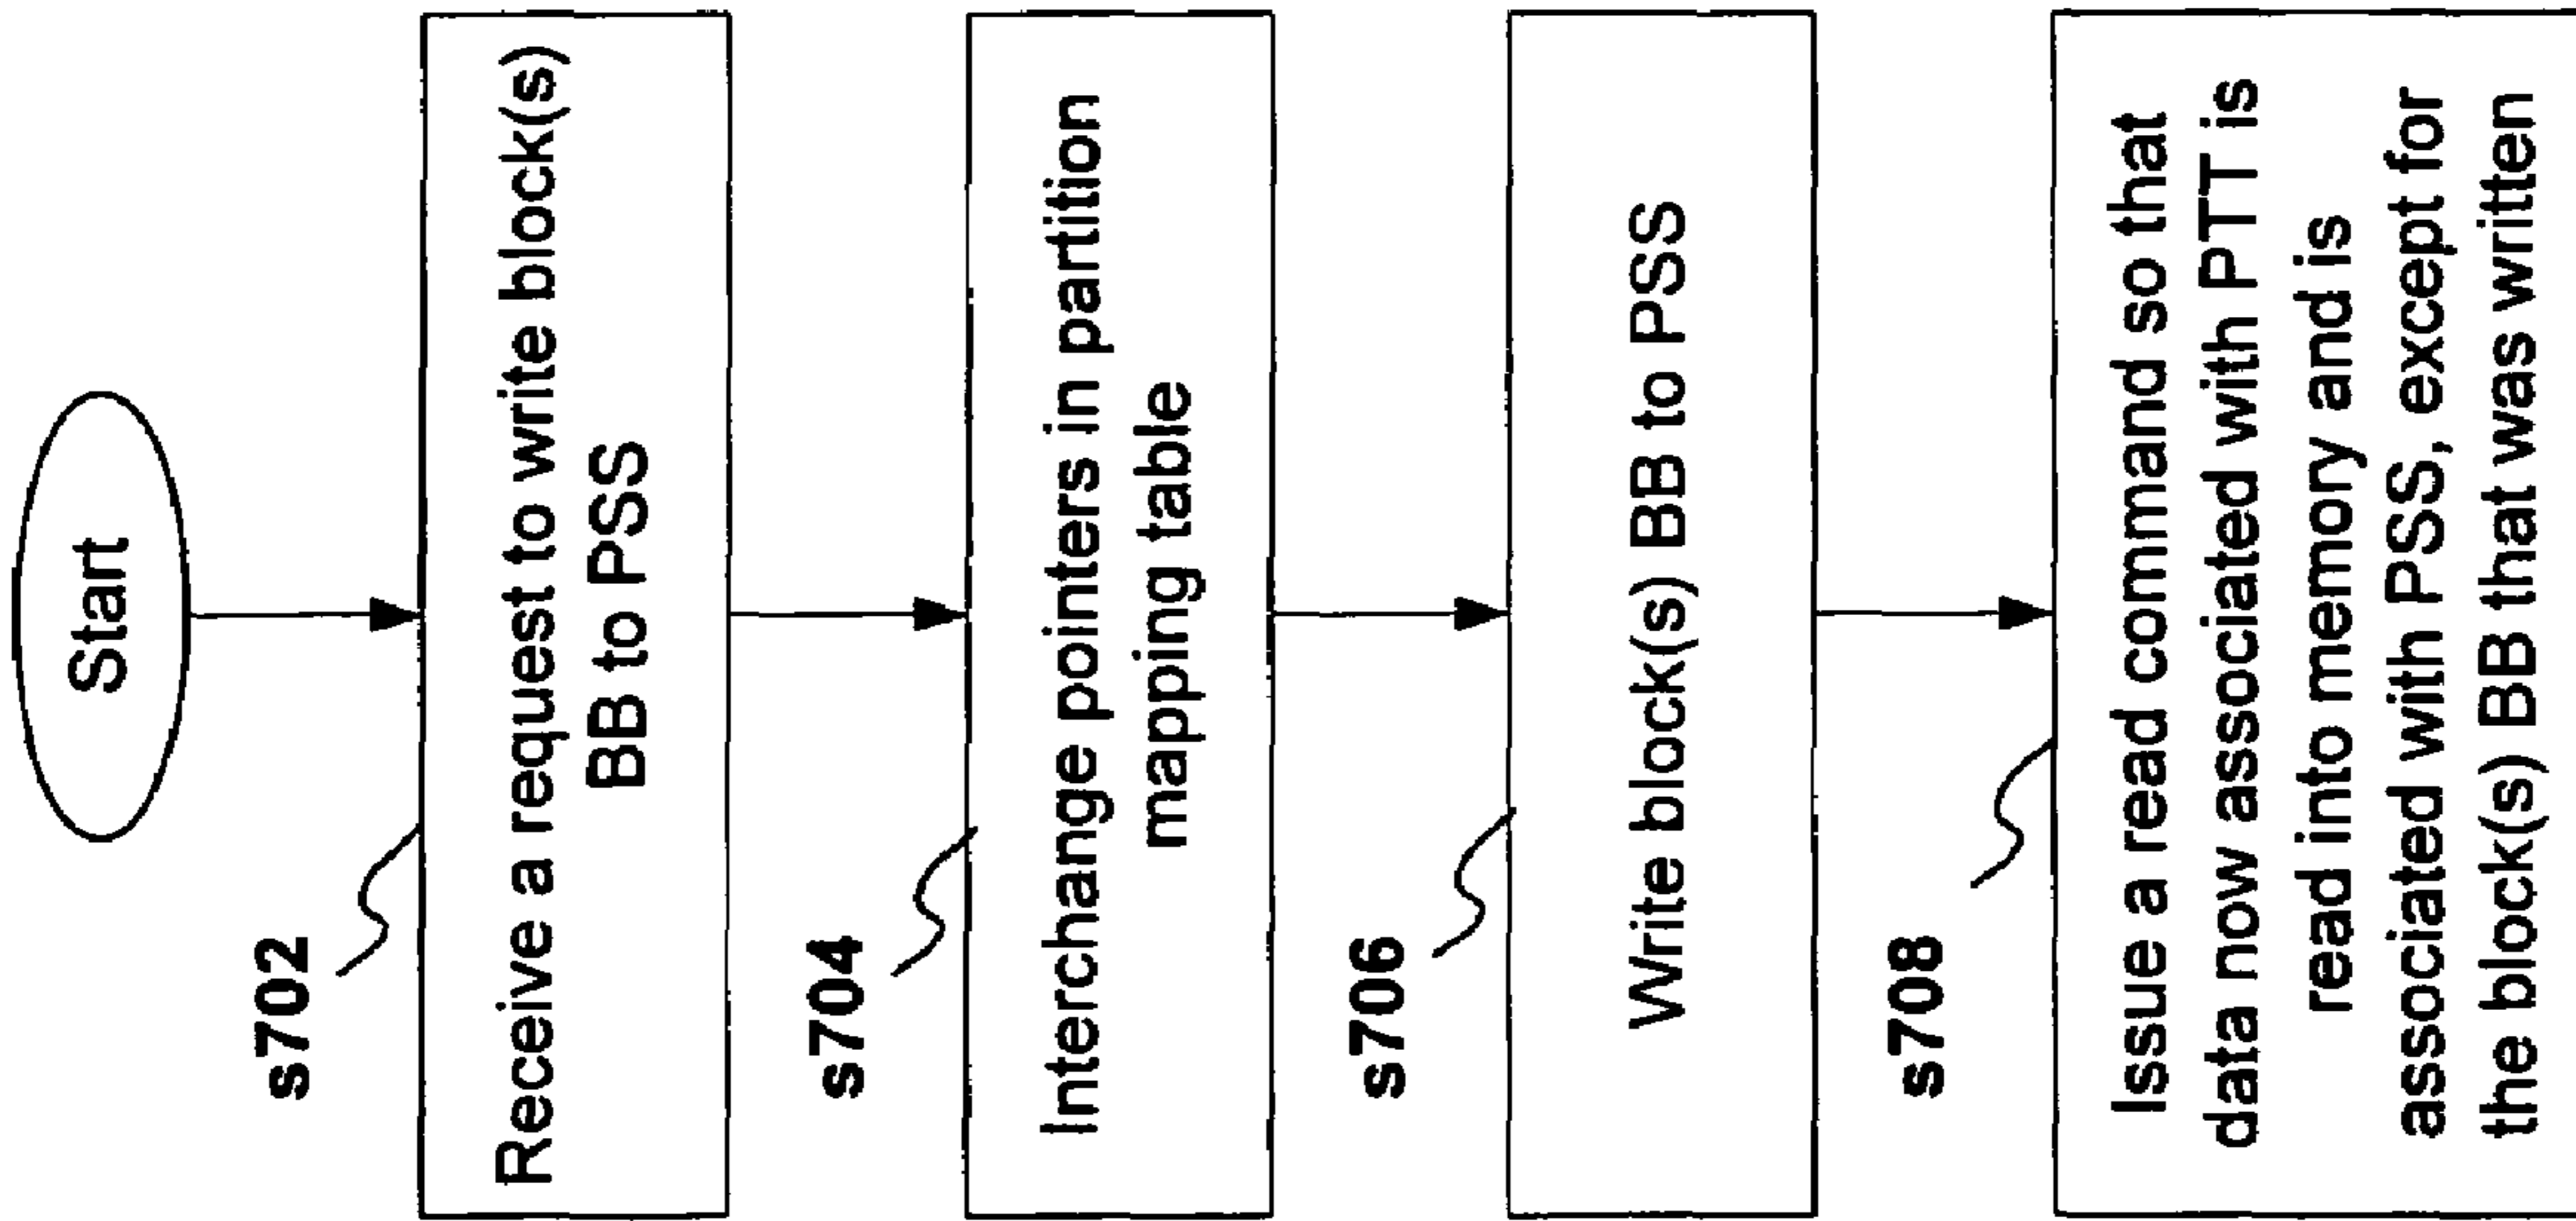 Start
s702
Receive a request to write block(s)
BB to PSS
s704
Interchange pointers in partition
mapping table
s706
Write block(s) BB to PSS
s708
Issue a read command so that
data now associated with PTT is
read into memory and is
associated with PSS, except for
the block(s) BB that was written